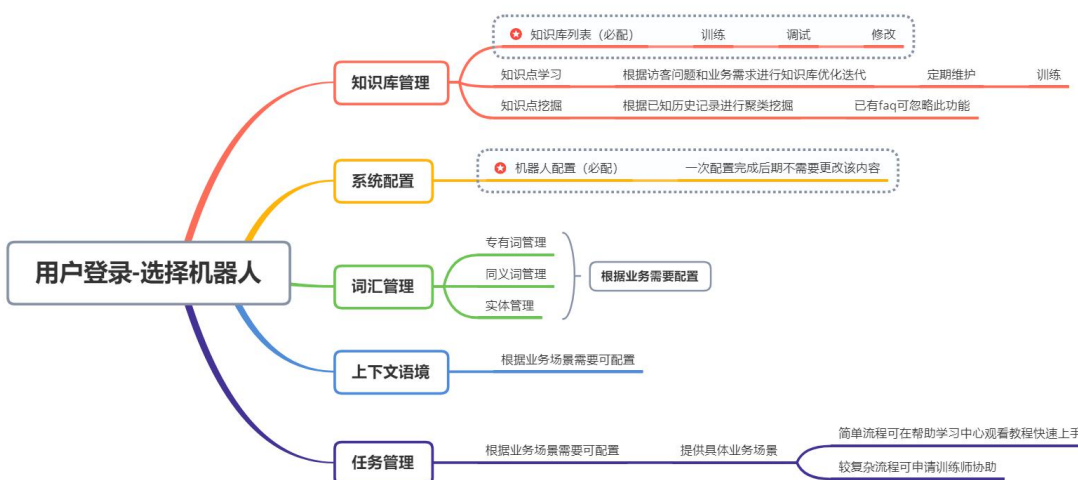 用户登录-选择机器人
知识库管理
知识库列表（必配） 训练 调试 修改
知识点学习 根据访客问题和业务需求进行知识库优化迭代 定期维护 训练
知识点挖掘 根据已知历史记录进行聚类挖掘 已有faq可忽略此功能
系统配置
机器人配置（必配） 一次配置完成后期不需要更改该内容
词汇管理
专有词管理
同义词管理
实体管理
根据业务需要配置
上下文语境
根据业务场景需要可配置
任务管理
根据业务场景需要可配置 提供具体业务场景
简单流程可在帮助学习中心观看教程快速上手
较复杂流程可申请训练师协助